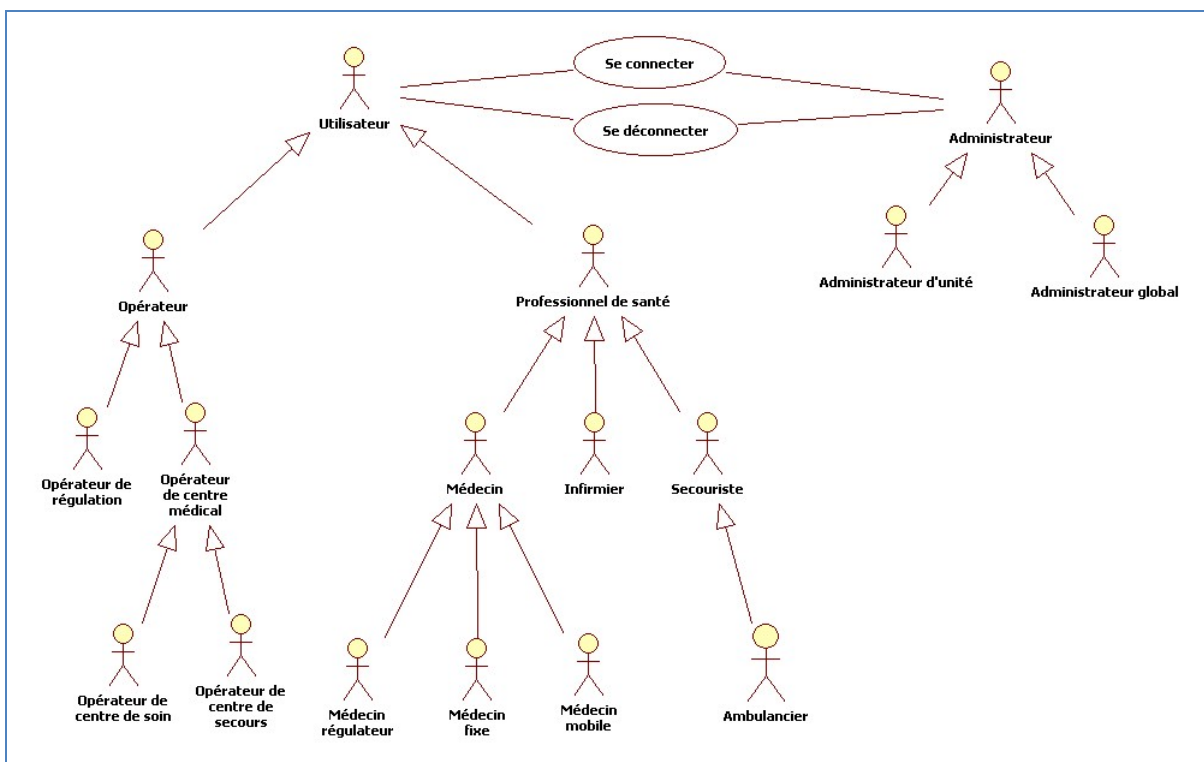 Se connecter
Utilisateur
Se déconnecter
Administrateur
Opérateur
Professionnel de santé
Administrateur d'unité
Administrateur global
Opérateur de
régulation
Opérateur
de centre
médical
Médecin
Infirmier
Secouriste
Opérateur de
centre de soin
Opérateur de
centre de
secours
Médecin
régulateur
Médecin
fixe
Médecin
mobile
Ambulancier